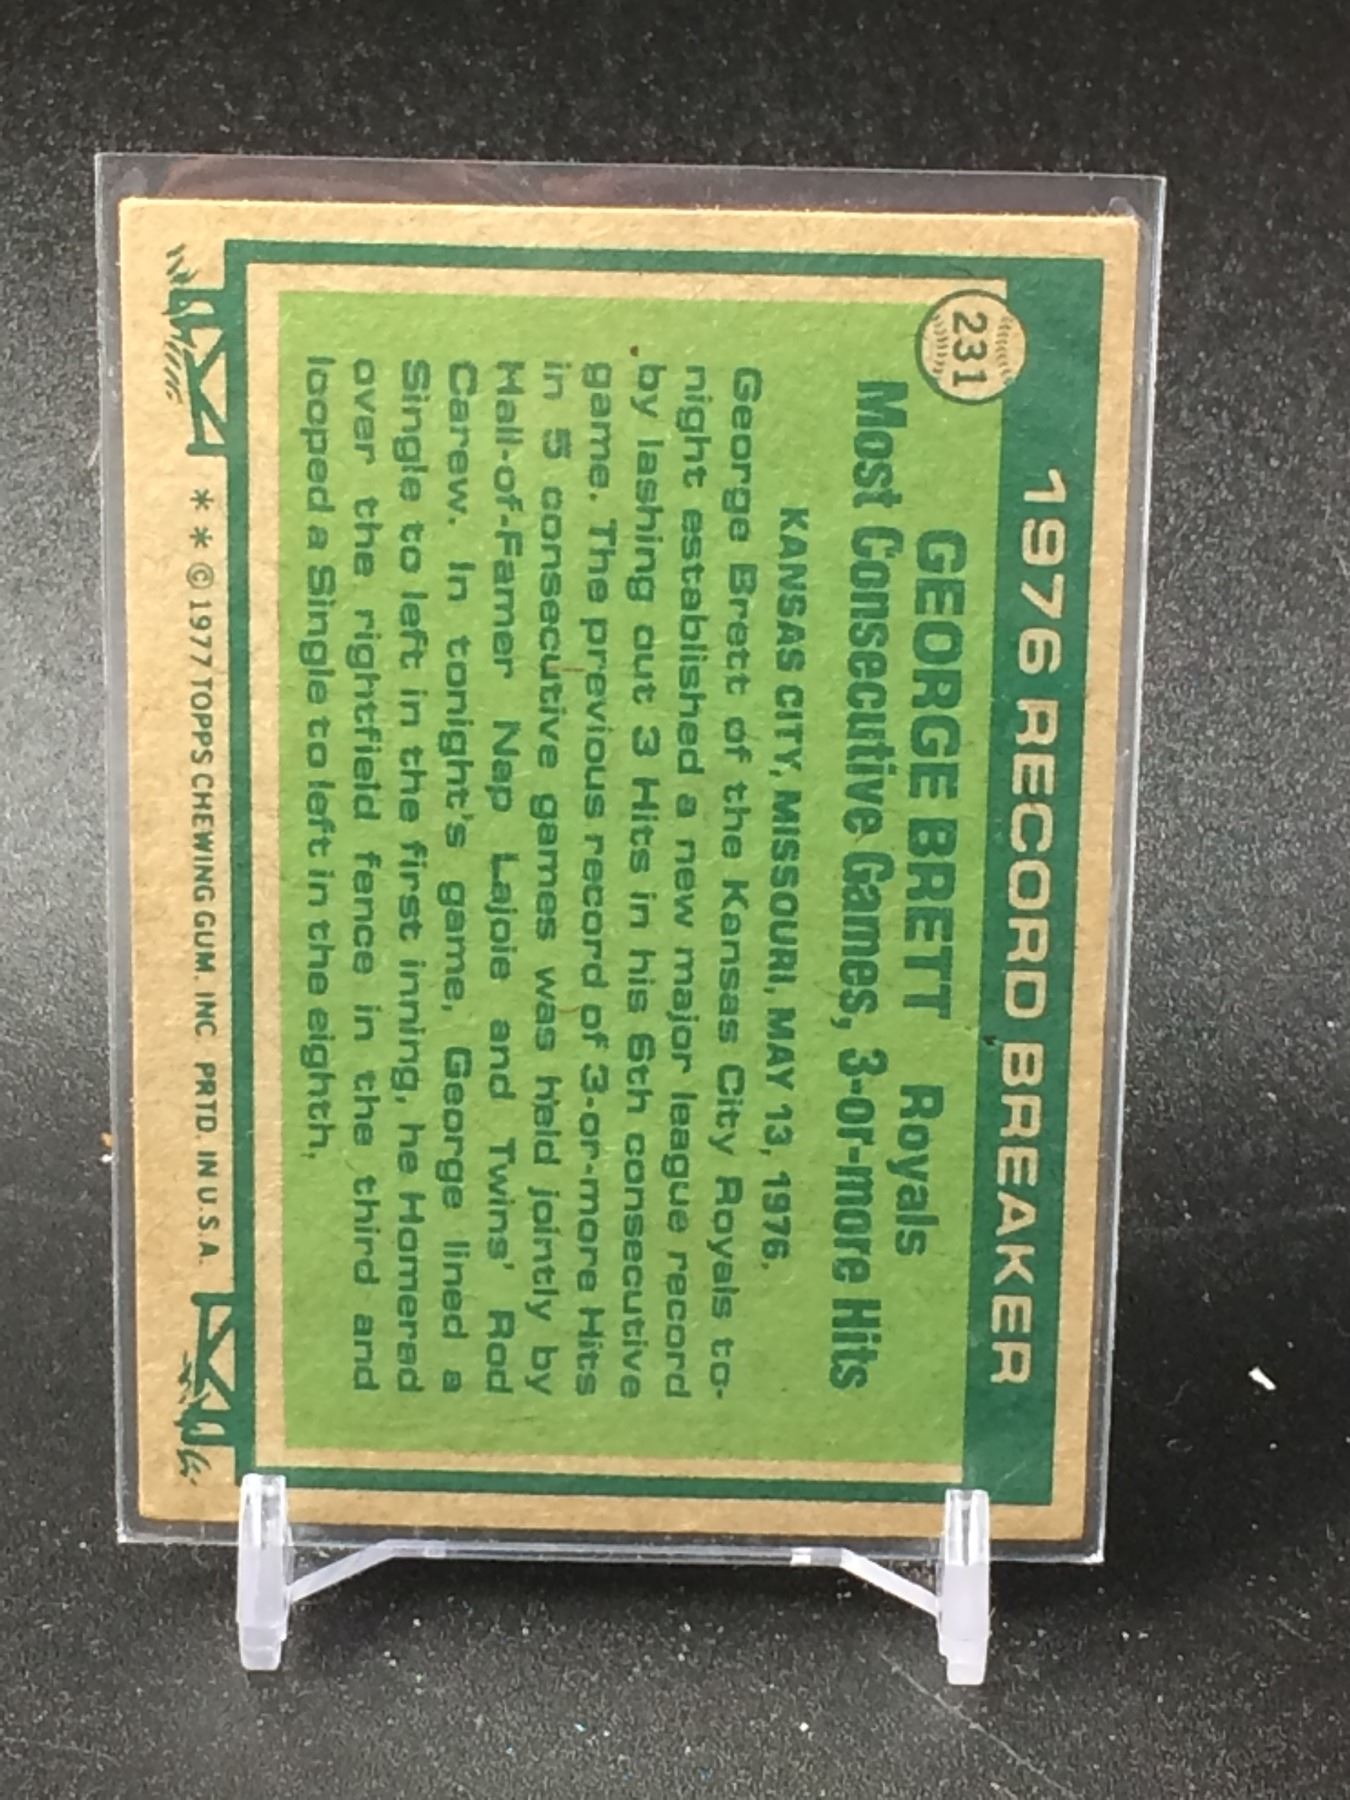 1976 RECORD BREAKER
231
GEORGE BRETT Royals
Most Consecutive Games, 3-or-more Hits
KANSAS CITY, MISSOURI, MAY 13, 1976.
George Brett of the Kansas City Royals to-
night established a new major league record
by lashing out 3 Hits in his 6th consecutive
game. The previous record of 3-or-more Hits
in 5 consecutive games was held jointly by
Hall-of-Famer Nap Lajoie and Twins' Rod
Carew. In tonight's game, George lined a
Single to left in the first inning, he Homered
over the rightfield fence in the third and
looped a Single to left in the eighth.
** © 1977 TOPPS CHEWING GUM, INC PRTD. IN U.S.A.